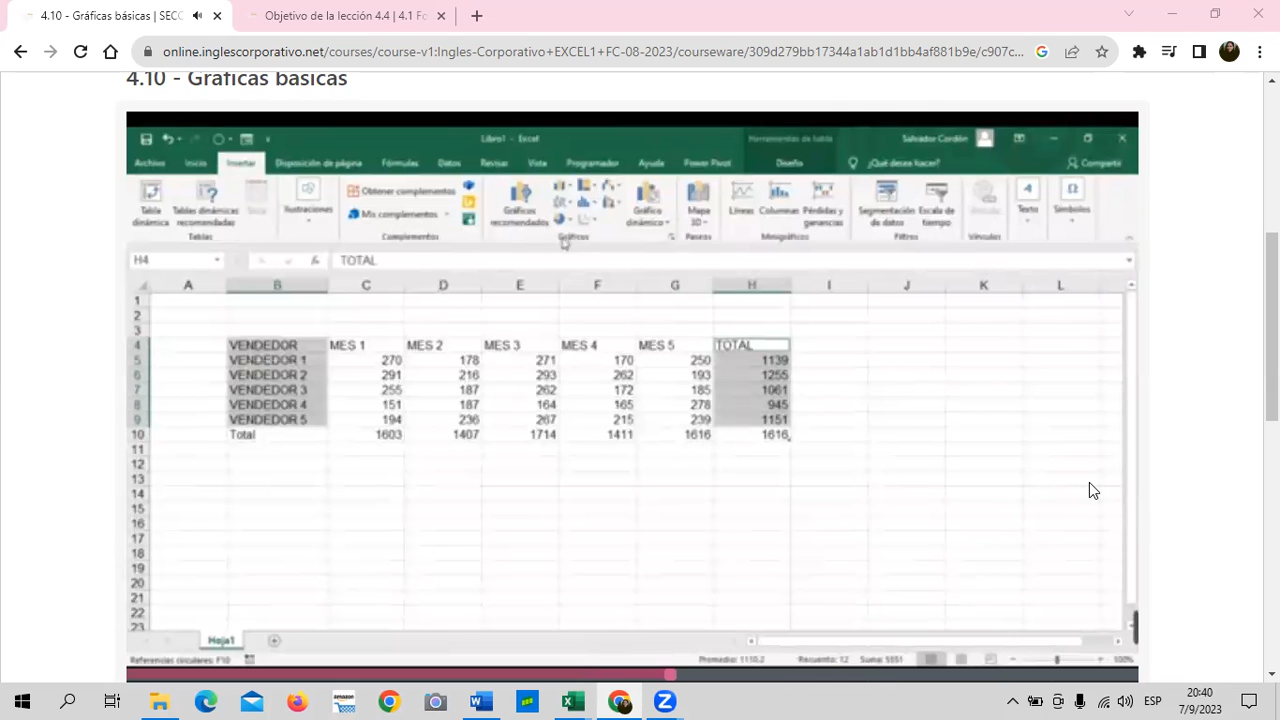 4.10 - Gráficas básicas | SECC
Objetivo de la lección 4.4 | 4.1 Fo
online.inglescorporativo.net/courses/course-v1:Ingles-Corporativo+EXCEL1+FC-08-2023/courseware/309d279bb17344a1ab1d1bb4af881b9e/c907c...
4.10 - Gráficas básicas
Libro1 - Excel
Herramientas de tabla
Salvador Cordón
Archivo Inicio Insertar Disposición de página Fórmulas Datos Revisar Vista Programador Ayuda Power Pivot Diseño ¿Qué desea hacer? Compartir
Tabla dinámica
Tablas dinámicas recomendadas
Tablas
Ilustraciones
Obtener complementos
Mis complementos
Complementos
Gráficos recomendados
Gráficos
Gráfico dinámico
Mapa 3D
Paseos
Líneas Columnas Pérdidas y ganancias
Minigráficos
Segmentación de datos
Escala de tiempo
Filtros
Vínculos
Texto
Símbolos
H4 fx TOTAL
A B C D E F G H I J K L
1
2
3
4 VENDEDOR MES 1 MES 2 MES 3 MES 4 MES 5 TOTAL
5 VENDEDOR 1 270 178 271 170 250 1139
6 VENDEDOR 2 291 216 293 262 193 1255
7 VENDEDOR 3 255 187 262 172 185 1061
8 VENDEDOR 4 151 187 164 165 278 945
9 VENDEDOR 5 194 236 267 215 239 1151
10 Total 1603 1407 1714 1411 1616 1616
11
12
13
14
15
16
17
18
19
20
21
22
23
Hoja1
Referencias circulares: F10 Promedio: 1110.2 Recuento: 12 Suma: 5551 100%
ESP
20:40
7/9/2023